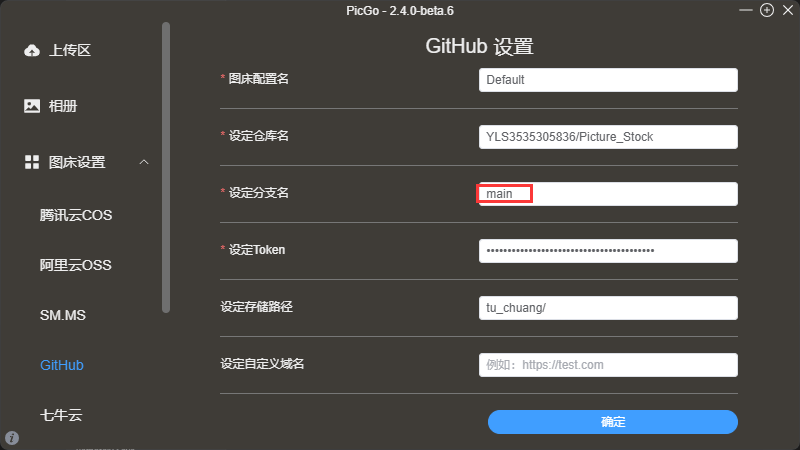 PicGo - 2.4.0-beta.6
上传区
相册
图床设置
腾讯云COS
阿里云OSS
SM.MS
GitHub
七牛云
GitHub 设置
* 图床配置名
Default
* 设定仓库名
YLS3535305836/Picture_Stock
* 设定分支名
main
* 设定Token
••••••••••••••••••••••••••••••••••••••••
设定存储路径
tu_chuang/
设定自定义域名
例如：https://test.com
确定